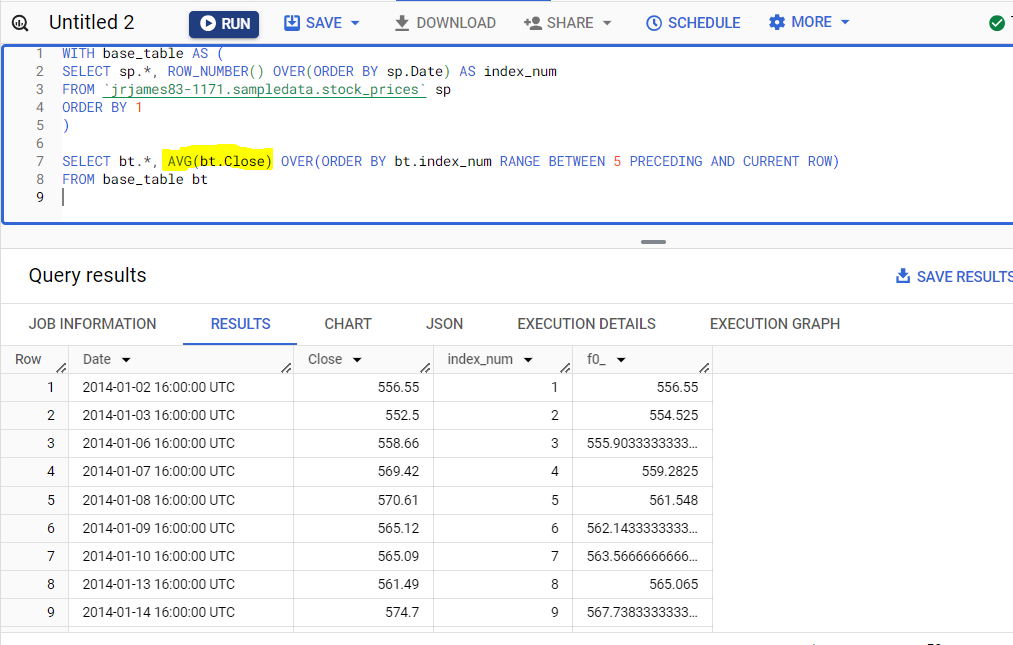 Untitled 2 RUN SAVE DOWNLOAD SHARE SCHEDULE MORE
1 WITH base_table AS (
2 SELECT sp.*, ROW_NUMBER() OVER(ORDER BY sp.Date) AS index_num
3 FROM `jrjames83-1171.sampledata.stock_prices` sp
4 ORDER BY 1
5 )
6
7 SELECT bt.*, AVG(bt.Close) OVER(ORDER BY bt.index_num RANGE BETWEEN 5 PRECEDING AND CURRENT ROW)
8 FROM base_table bt
9
Query results SAVE RESULTS
JOB INFORMATION RESULTS CHART JSON EXECUTION DETAILS EXECUTION GRAPH
Row Date Close index_num f0_
1 2014-01-02 16:00:00 UTC 556.55 1 556.55
2 2014-01-03 16:00:00 UTC 552.5 2 554.525
3 2014-01-06 16:00:00 UTC 558.66 3 555.9033333333...
4 2014-01-07 16:00:00 UTC 569.42 4 559.2825
5 2014-01-08 16:00:00 UTC 570.61 5 561.548
6 2014-01-09 16:00:00 UTC 565.12 6 562.1433333333...
7 2014-01-10 16:00:00 UTC 565.09 7 563.5666666666...
8 2014-01-13 16:00:00 UTC 561.49 8 565.065
9 2014-01-14 16:00:00 UTC 574.7 9 567.7383333333...